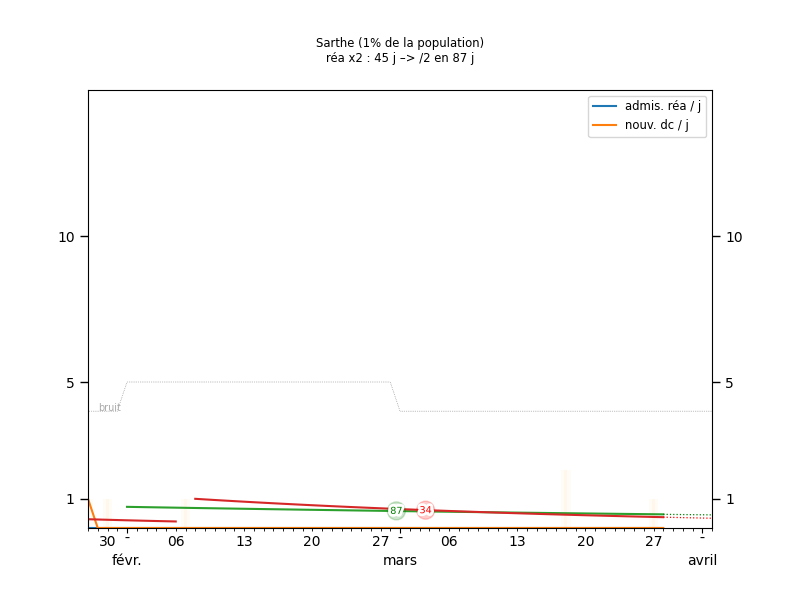 Sarthe (1% de la population)
réa x2 : 45 j –> /2 en 87 j
admis. réa / j
nouv. dc / j
10 10
5 5
bruit
1 1
87 34
30 - 06 13 20 27 - 06 13 20 27 -
févr. mars avril